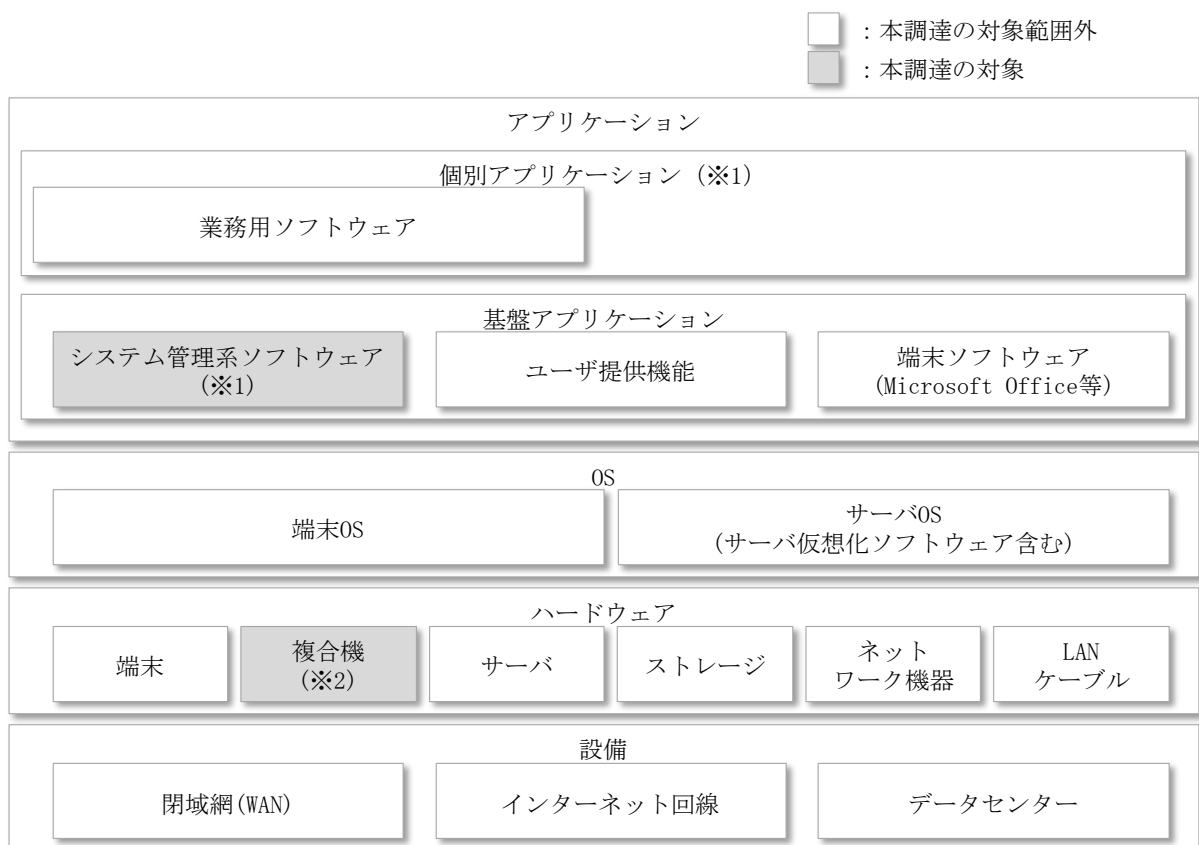 ：本調達の対象範囲外
：本調達の対象
アプリケーション
個別アプリケーション（※1）
業務用ソフトウェア
基盤アプリケーション
システム管理系ソフトウェア
(※1)
ユーザ提供機能
端末ソフトウェア
(Microsoft Office等)
OS
端末OS
サーバOS
(サーバ仮想化ソフトウェア含む)
ハードウェア
端末
複合機
(※2)
サーバ
ストレージ
ネット
ワーク機器
LAN
ケーブル
設備
閉域網(WAN)
インターネット回線
データセンター